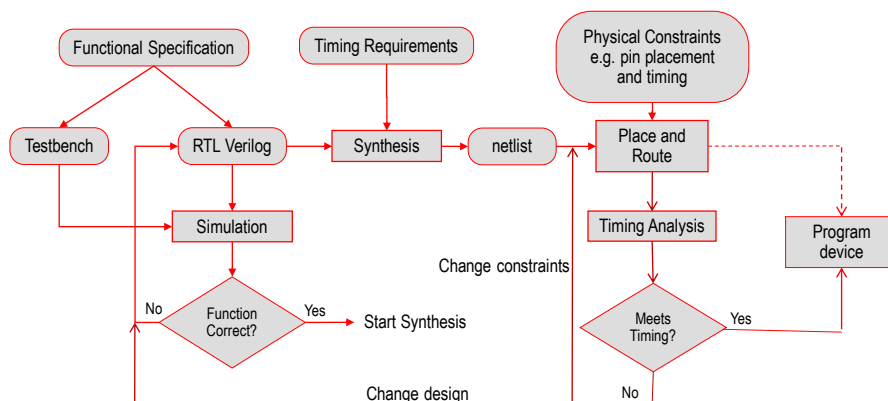 Functional Specification
Timing Requirements
Physical Constraints
e.g. pin placement
and timing
Testbench
RTL Verilog
Synthesis
netlist
Place and
Route
Simulation
Timing Analysis
Program
device
Change constraints
No
Function
Correct?
Yes
Start Synthesis
Meets
Timing?
Yes
No
Change design